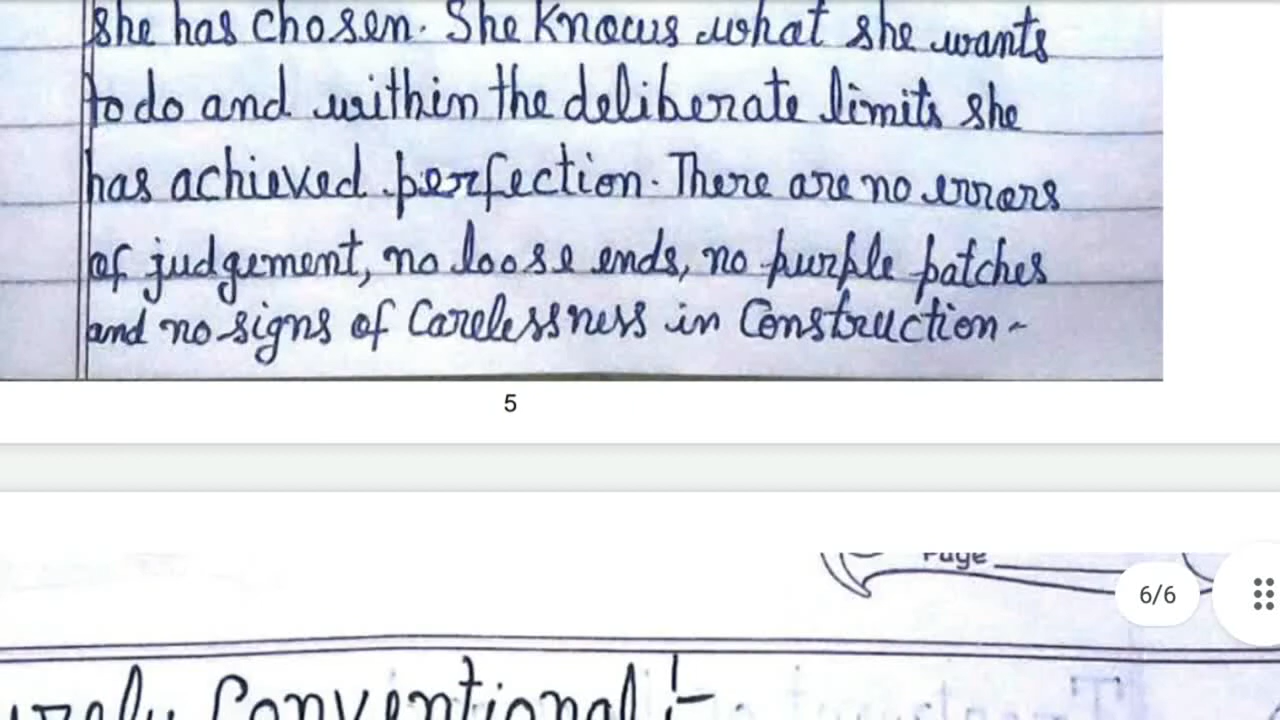 she has chosen. She knows what she wants
to do and within the deliberate limits she
has achieved perfection. There are no errors
of judgement, no loose ends, no purple patches
and no signs of Carelessness in Construction -
5
Page
6/6
Conventional :-